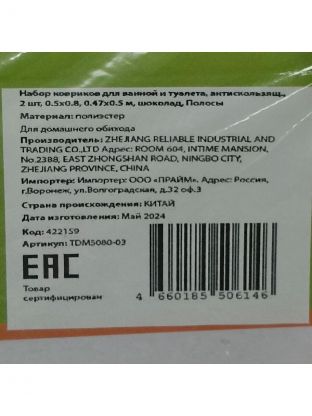 Набор ковриков для ванной и туалета, антискользящ.,
2 шт, 0.5х0.8, 0.47х0.5 м, шоколад, Полосы
Материал: полиэстер
Для домашнего обихода
Производитель: ZHEJIANG RELIABLE INDUSTRIAL AND
TRADING CO.,LTD Адрес: ROOM 604, INTIME MANSION,
No.2388, EAST ZHONGSHAN ROAD, NINGBO CITY,
ZHEJIANG PROVINCE, CHINA
Импортер: Импортер: ООО «ПРАЙМ». Адрес: Россия,
г.Воронеж, ул.Волгоградская, д.32 оф.3
Страна происхождения: КИТАЙ
Дата изготовления: Май 2024
Код: 422159
Артикул: TDM5080-03
EAC
Товар
сертифицирован
4 660185 506146